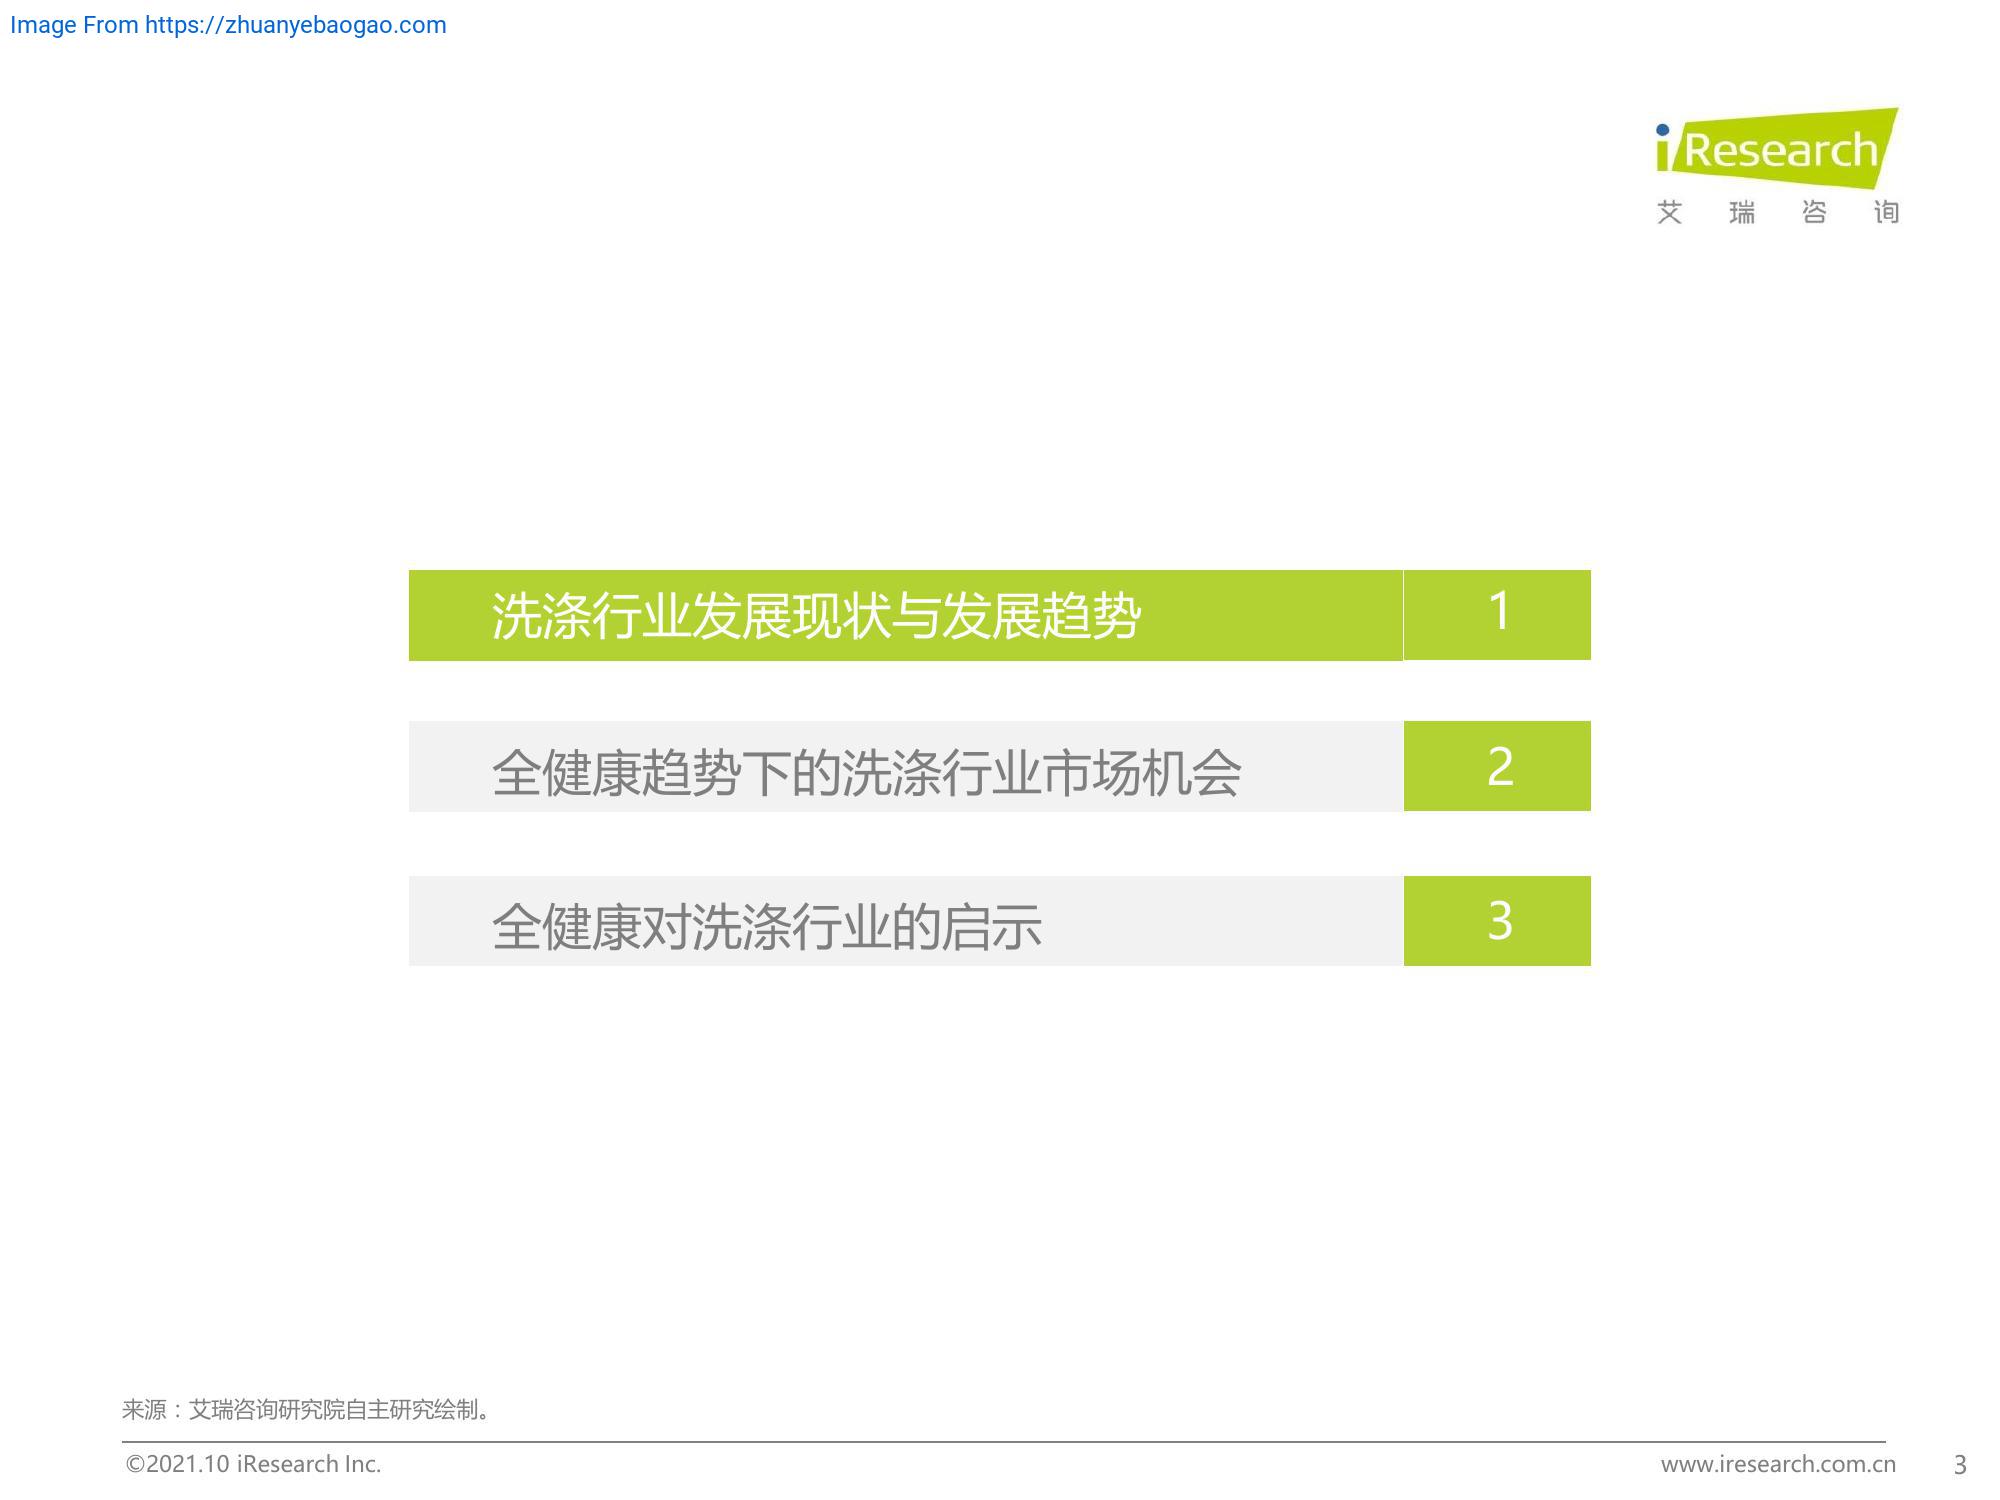 Image From https://zhuanyebaogao.com
iResearch
艾瑞咨询
洗涤行业发展现状与发展趋势 1
全健康趋势下的洗涤行业市场机会 2
全健康对洗涤行业的启示 3
来源：艾瑞咨询研究院自主研究绘制。
©2021.10 iResearch Inc. www.iresearch.com.cn 3